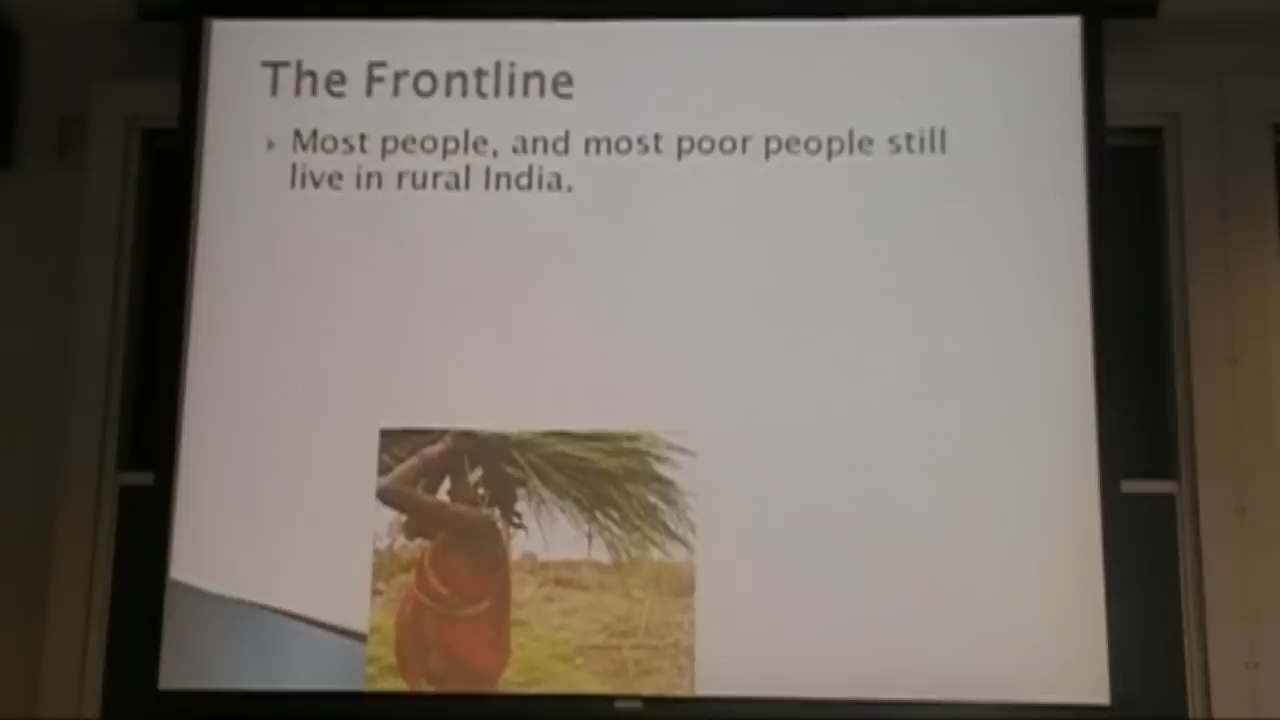 The Frontline
Most people, and most poor people still
live in rural India.